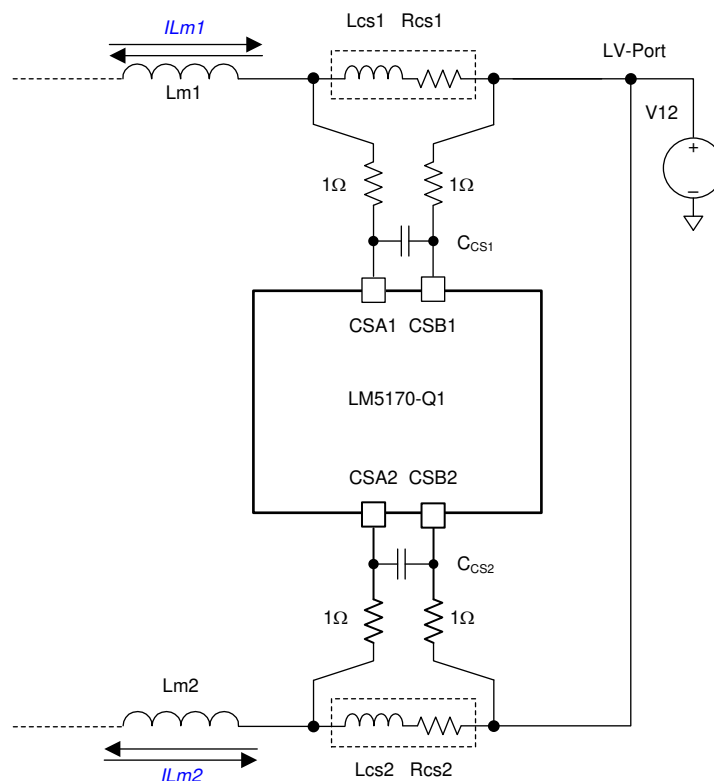 ILm1
Lcs1 Rcs1
LV-Port
Lm1
V12
+
−
1Ω
1Ω
CCS1
CSA1 CSB1
LM5170-Q1
CSA2 CSB2
CCS2
1Ω
1Ω
Lm2
ILm2
Lcs2 Rcs2